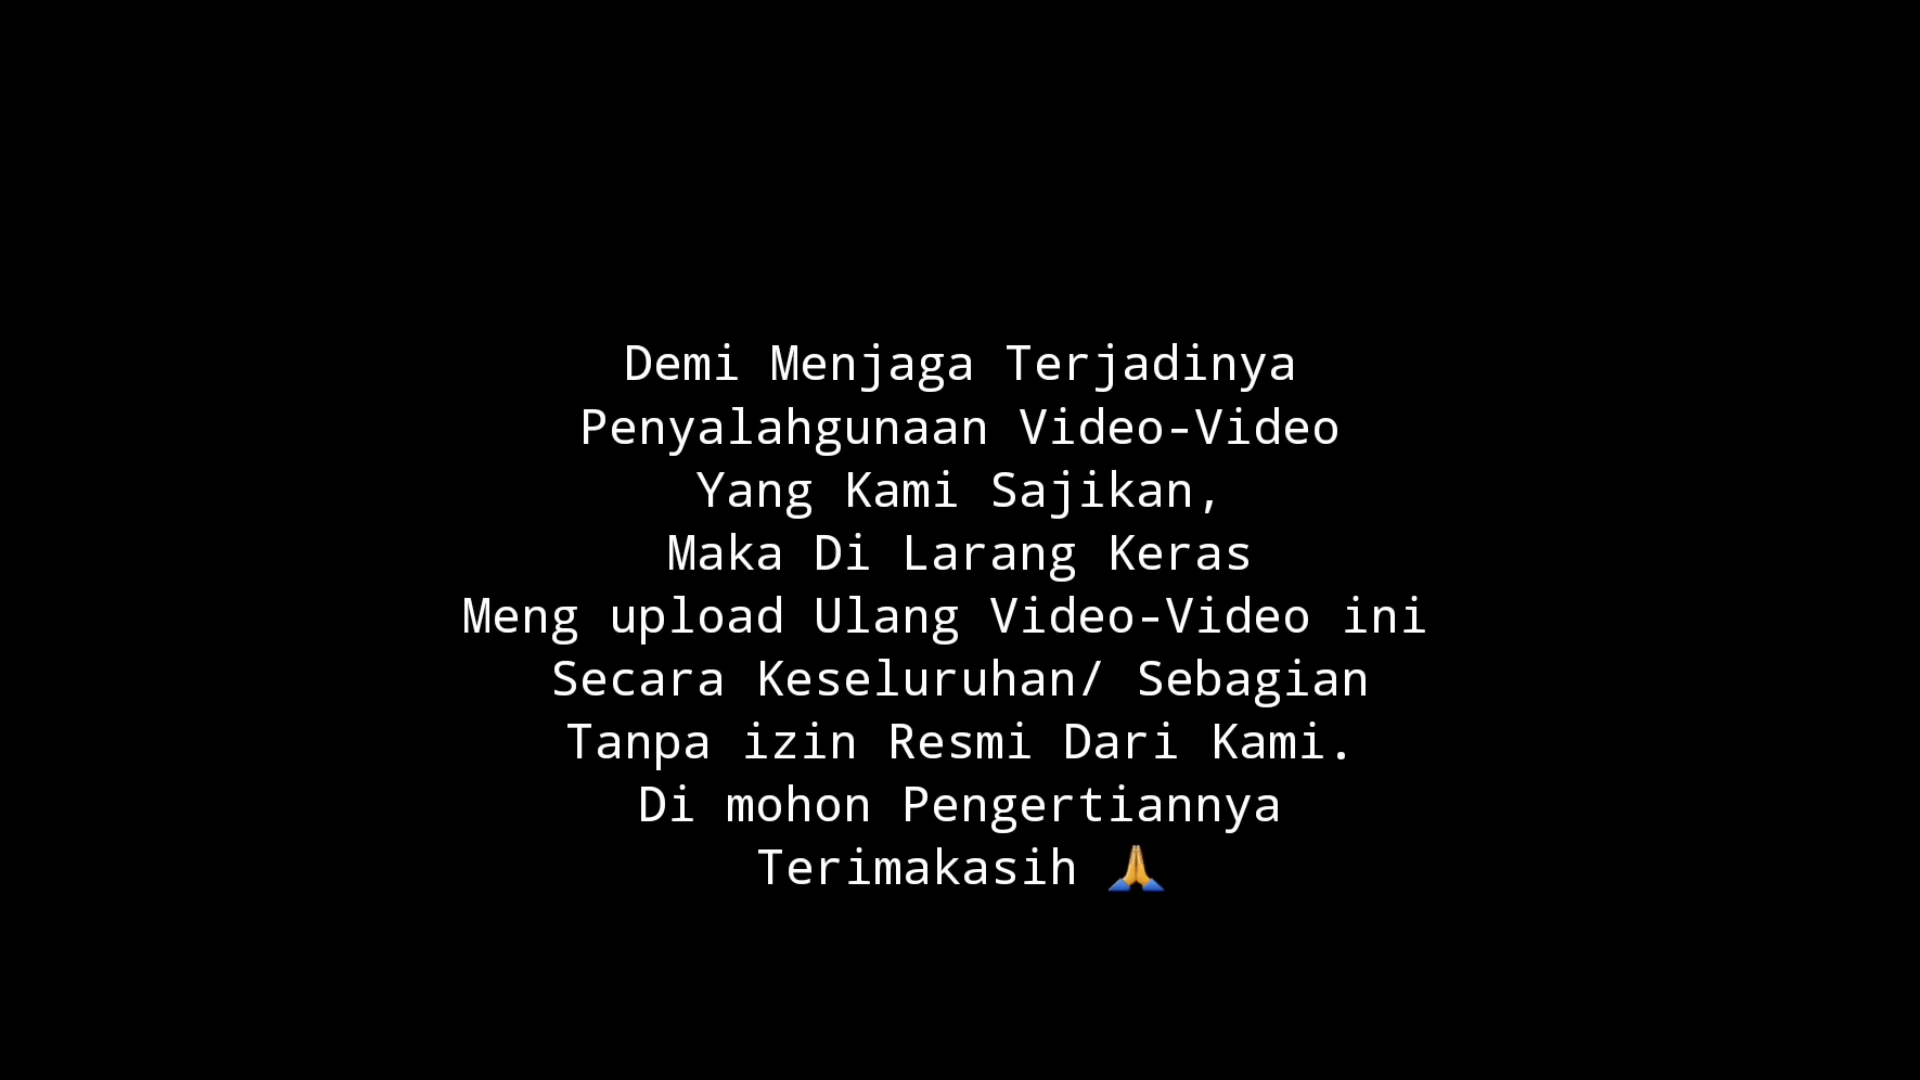 Demi Menjaga Terjadinya
Penyalahgunaan Video-Video
Yang Kami Sajikan,
Maka Di Larang Keras
Meng upload Ulang Video-Video ini
Secara Keseluruhan/ Sebagian
Tanpa izin Resmi Dari Kami.
Di mohon Pengertiannya
Terimakasih 🙏